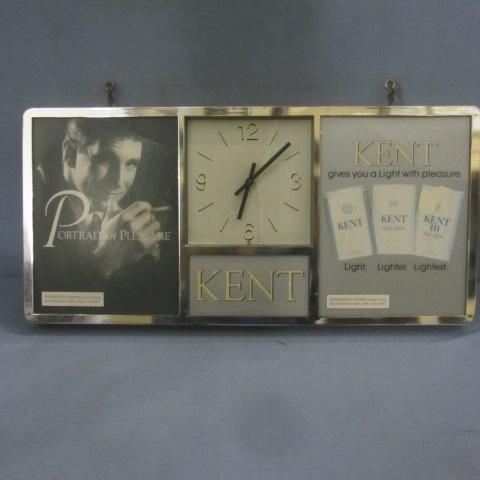 PORTRAIT OF PLEASURE
12
9
3
6
KENT
KENT
gives you a Light with pleasure.
KENT
KENT
KENT
III
Light.
Lighter.
Lightest.